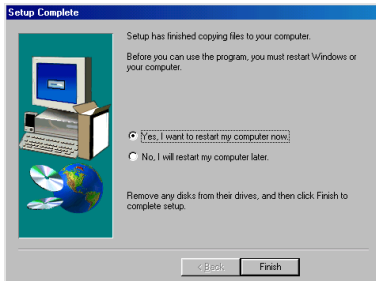 Setup Complete
Setup has finished copying files to your computer.
Before you can use the program, you must restart Windows or
your computer.
Yes, I want to restart my computer now.
No, I will restart my computer later.
Remove any disks from their drives, and then click Finish to
complete setup.
< Back
Finish